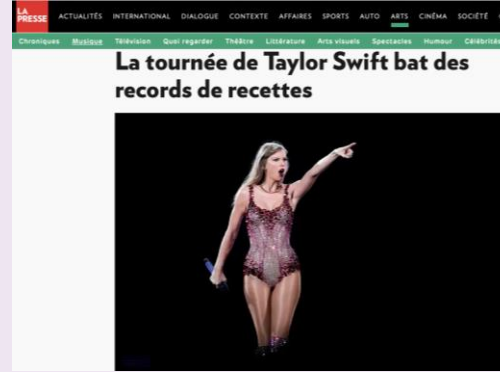 LA
PRESSE
ACTUALITÉS INTERNATIONAL DIALOGUE CONTEXTE AFFAIRES SPORTS AUTO ARTS CINÉMA SOCIÉTÉ
Chroniques Musique Télévision Quoi regarder Théâtre Littérature Arts visuels Spectacles Humour Célébrités
La tournée de Taylor Swift bat des
records de recettes